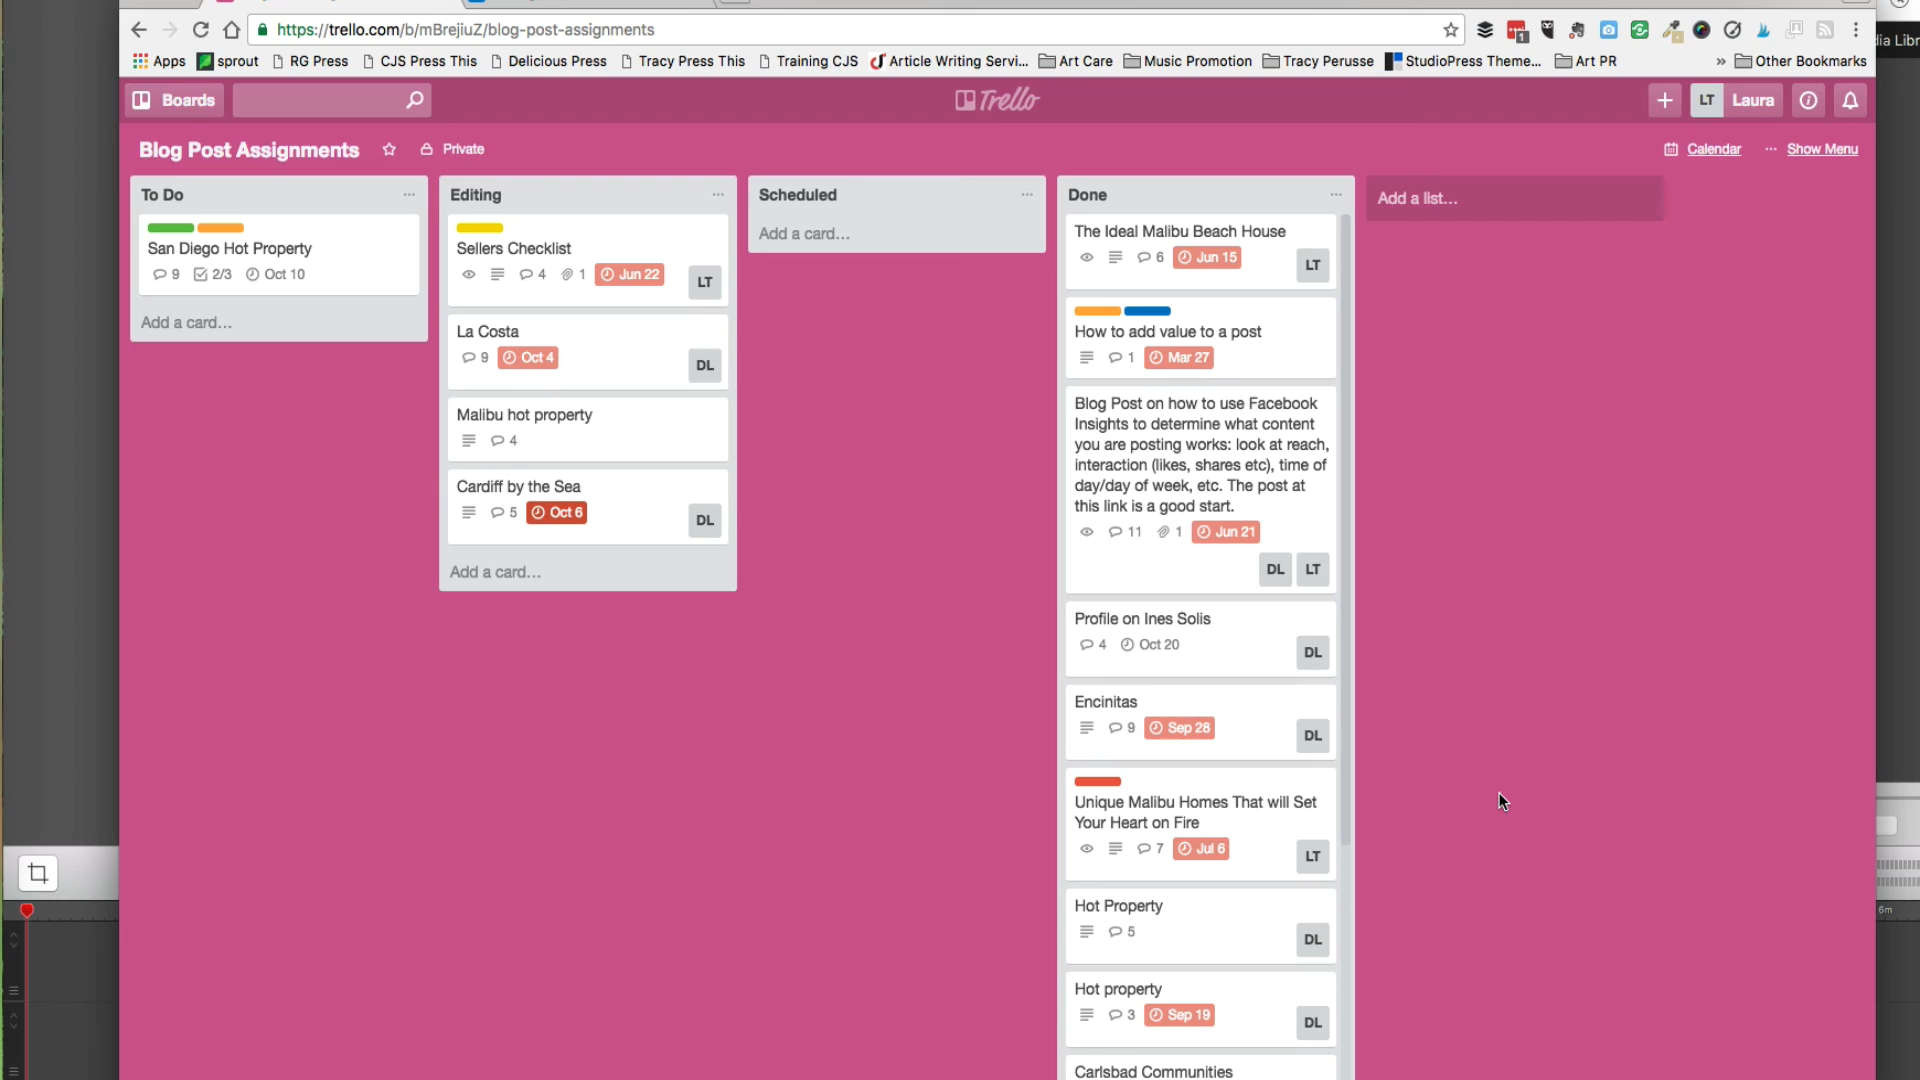 https://trello.com/b/mBrejiuZ/blog-post-assignments
1
dia Libr
Apps sprout RG Press CJS Press This Delicious Press Tracy Press This Training CJS Article Writing Servi... Art Care Music Promotion Tracy Perusse StudioPress Theme... Art PR » Other Bookmarks
Boards Trello + LT Laura
Blog Post Assignments Private Calendar ... Show Menu
To Do ...
San Diego Hot Property
9 2/3 Oct 10
Add a card...
Editing ...
Sellers Checklist
4 1 Jun 22 LT
La Costa
9 Oct 4 DL
Malibu hot property
4
Cardiff by the Sea
5 Oct 6 DL
Add a card...
Scheduled ...
Add a card...
Done ...
The Ideal Malibu Beach House
6 Jun 15 LT
How to add value to a post
1 Mar 27
Blog Post on how to use Facebook
Insights to determine what content
you are posting works: look at reach,
interaction (likes, shares etc), time of
day/day of week, etc. The post at
this link is a good start.
11 1 Jun 21
DL LT
Profile on Ines Solis
4 Oct 20 DL
Encinitas
9 Sep 28 DL
Unique Malibu Homes That will Set
Your Heart on Fire
7 Jul 6 LT
Hot Property
5 DL
Hot property
3 Sep 19 DL
Carlsbad Communities
Add a list...
6m